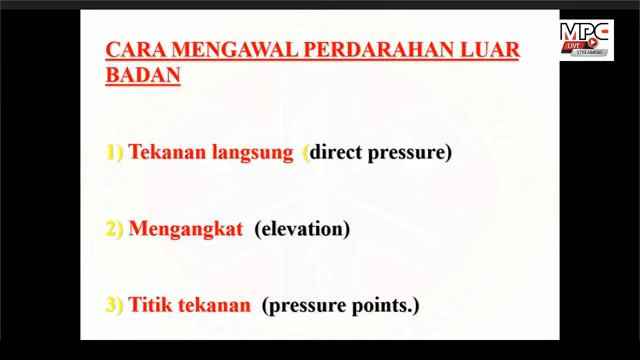 CARA MENGAWAL PERDARAHAN LUAR
BADAN
MPC
LIVE
STREAMING
1) Tekanan langsung (direct pressure)
2) Mengangkat (elevation)
3) Titik tekanan (pressure points.)